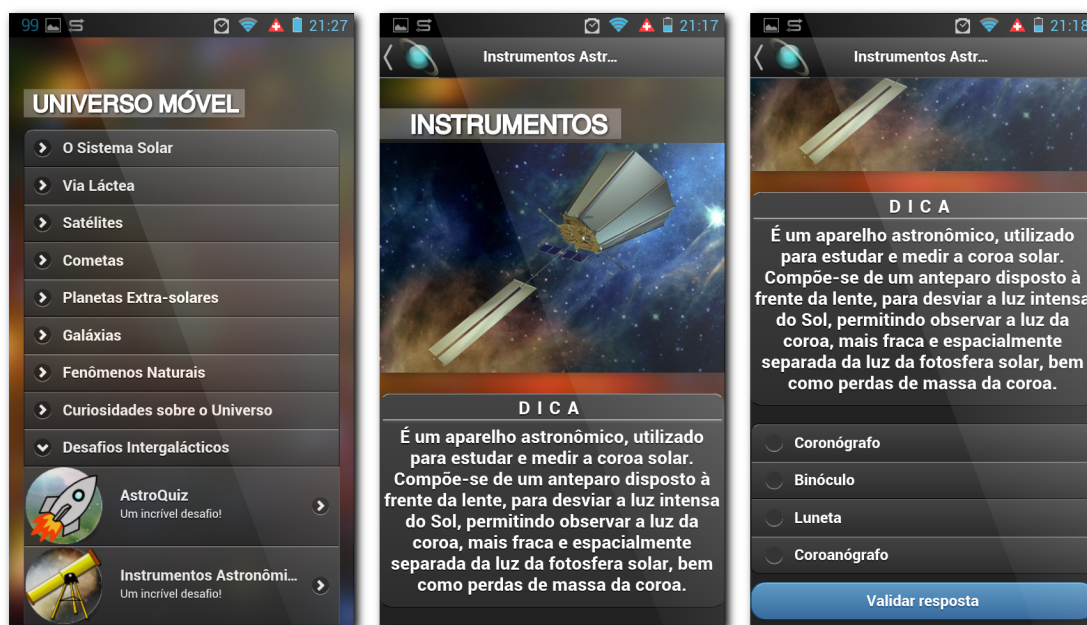 99
21:27
UNIVERSO MÓVEL
O Sistema Solar
Via Láctea
Satélites
Cometas
Planetas Extra-solares
Galáxias
Fenômenos Naturais
Curiosidades sobre o Universo
Desafios Intergalácticos
AstroQuiz
Um incrível desafio!
Instrumentos Astronômi...
Um incrível desafio!
21:17
Instrumentos Astr...
INSTRUMENTOS
DICA
É um aparelho astronômico, utilizado
para estudar e medir a coroa solar.
Compõe-se de um anteparo disposto à
frente da lente, para desviar a luz intensa
do Sol, permitindo observar a luz da
coroa, mais fraca e espacialmente
separada da luz da fotosfera solar, bem
como perdas de massa da coroa.
21:18
Instrumentos Astr...
DICA
É um aparelho astronômico, utilizado
para estudar e medir a coroa solar.
Compõe-se de um anteparo disposto à
frente da lente, para desviar a luz intensa
do Sol, permitindo observar a luz da
coroa, mais fraca e espacialmente
separada da luz da fotosfera solar, bem
como perdas de massa da coroa.
Coronógrafo
Binóculo
Luneta
Coroanógrafo
Validar resposta